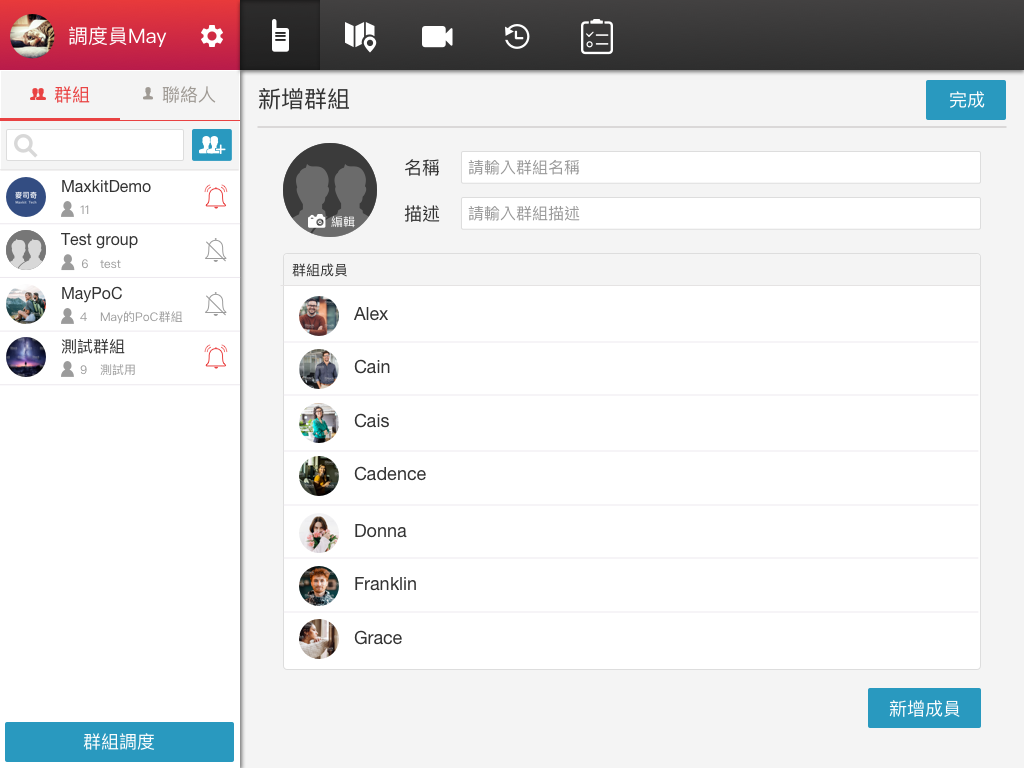 調度員May
群組
聯絡人
麥司奇
MaxkitDemo
11
Test group
6 test
MayPoC
4 May的PoC群組
測試群組
9 測試用
群組調度
新增群組
完成
編輯
名稱 請輸入群組名稱
描述 請輸入群組描述
群組成員
Alex
Cain
Cais
Cadence
Donna
Franklin
Grace
新增成員